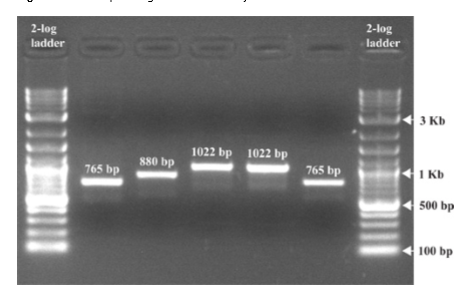 2-log
ladder
2-log
ladder
3 Kb
1022 bp
1022 bp
880 bp
765 bp
765 bp
1 Kb
500 bp
100 bp